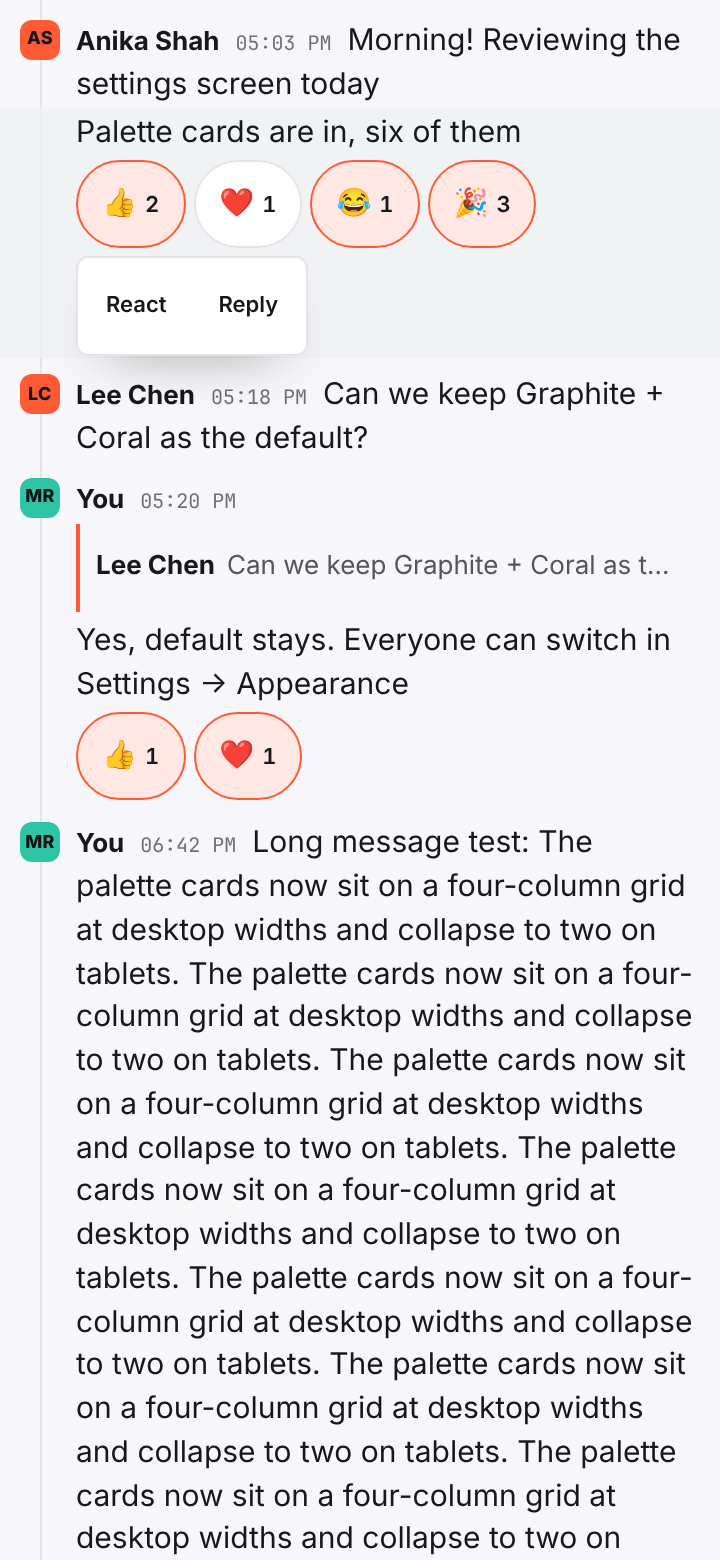 AS Anika Shah 05:03 PM Morning! Reviewing the
settings screen today
Palette cards are in, six of them
👍 2 ❤️ 1 😂 1 🎉 3
React Reply
LC Lee Chen 05:18 PM Can we keep Graphite +
Coral as the default?
MR You 05:20 PM
Lee Chen Can we keep Graphite + Coral as t...
Yes, default stays. Everyone can switch in
Settings → Appearance
👍 1 ❤️ 1
MR You 06:42 PM Long message test: The
palette cards now sit on a four-column grid
at desktop widths and collapse to two on
tablets. The palette cards now sit on a four-
column grid at desktop widths and collapse
to two on tablets. The palette cards now sit
on a four-column grid at desktop widths
and collapse to two on tablets. The palette
cards now sit on a four-column grid at
desktop widths and collapse to two on
tablets. The palette cards now sit on a four-
column grid at desktop widths and collapse
to two on tablets. The palette cards now sit
on a four-column grid at desktop widths
and collapse to two on tablets. The palette
cards now sit on a four-column grid at
desktop widths and collapse to two on